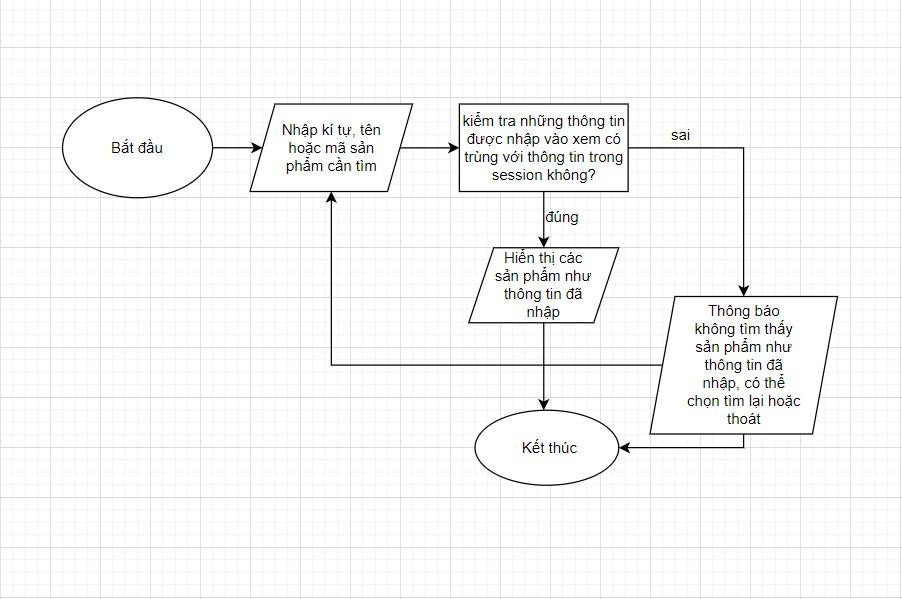 Bắt đầu
Nhập kí tự, tên
hoặc mã sản
phẩm cần tìm
kiểm tra những thông tin
được nhập vào xem có
trùng với thông tin trong
session không?
sai
đúng
Hiển thị các
sản phẩm như
thông tin đã
nhập
Thông báo
không tìm thấy
sản phẩm như
thông tin đã
nhập, có thể
chọn tìm lại hoặc
thoát
Kết thúc